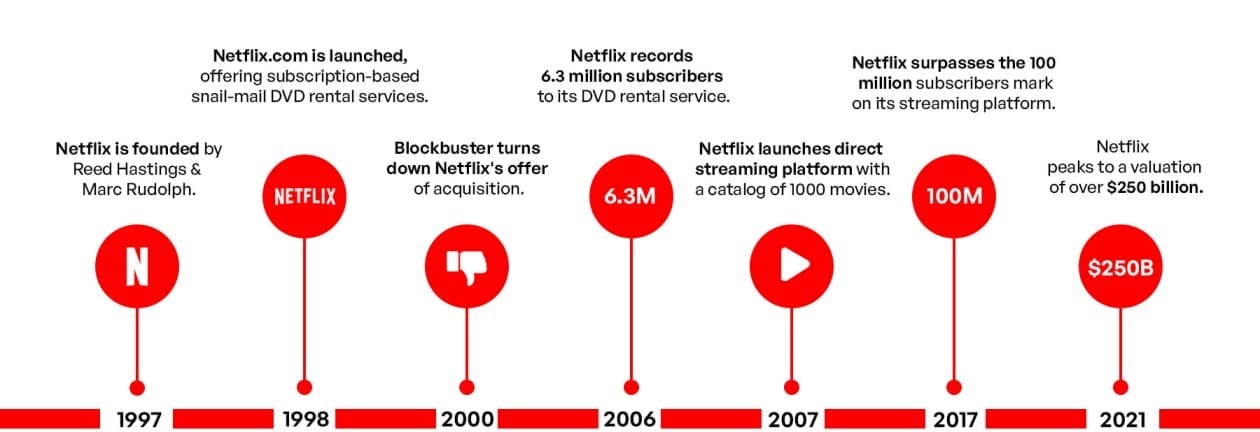 Netflix is founded by
Reed Hastings &
Marc Rudolph.
N
1997
Netflix.com is launched,
offering subscription-based
snail-mail DVD rental services.
NETFLIX
1998
Blockbuster turns
down Netflix's offer
of acquisition.
2000
Netflix records
6.3 million subscribers
to its DVD rental service.
6.3M
2006
Netflix launches direct
streaming platform with
a catalog of 1000 movies.
2007
Netflix surpasses the 100
million subscribers mark
on its streaming platform.
100M
2017
Netflix
peaks to a valuation
of over $250 billion.
$250B
2021